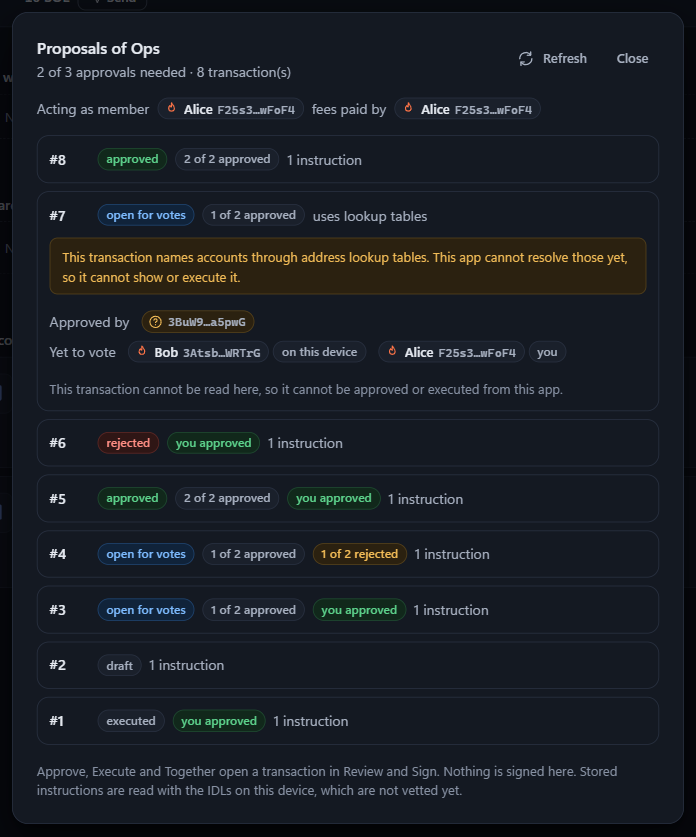 Proposals of Ops
2 of 3 approvals needed · 8 transaction(s)
Refresh
Close
Acting as member Alice F25s3…wFoF4 fees paid by Alice F25s3…wFoF4
#8 approved 2 of 2 approved 1 instruction
#7 open for votes 1 of 2 approved uses lookup tables
This transaction names accounts through address lookup tables. This app cannot resolve those yet,
so it cannot show or execute it.
Approved by 3BuW9…a5pwG
Yet to vote Bob 3Atsb…WRTrG on this device Alice F25s3…wFoF4 you
This transaction cannot be read here, so it cannot be approved or executed from this app.
#6 rejected you approved 1 instruction
#5 approved 2 of 2 approved you approved 1 instruction
#4 open for votes 1 of 2 approved 1 of 2 rejected 1 instruction
#3 open for votes 1 of 2 approved you approved 1 instruction
#2 draft 1 instruction
#1 executed you approved 1 instruction
Approve, Execute and Together open a transaction in Review and Sign. Nothing is signed here. Stored
instructions are read with the IDLs on this device, which are not vetted yet.